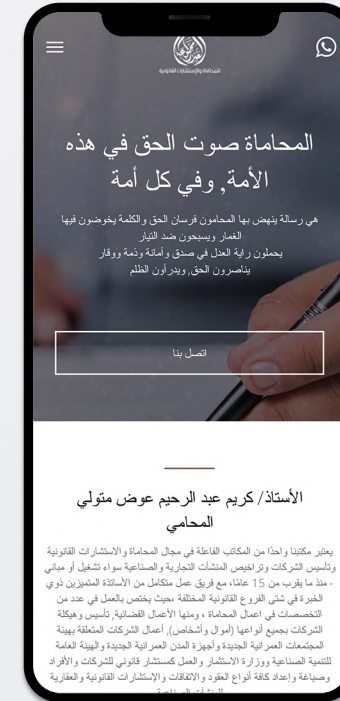 للمحاماة والإستشارات القانونية
المحاماة صوت الحق في هذه
الأمة, وفي كل أمة
هي رسالة ينهض بها المحامون فرسان الحق والكلمة يخوضون فيها
الغمار ويسبحون ضد التيار
يحملون راية العدل في صدق وأمانة وذمة ووقار
يناصرون الحق, ويدرأون الظلم
اتصل بنا
الأستاذ/ كريم عبد الرحيم عوض متولي
المحامي
يعتبر مكتبنا واحدًا من المكاتب الفاعلة في مجال المحاماة والاستشارات القانونية
وتأسيس الشركات وتراخيص المنشآت التجارية والصناعية سواء تشغيل أو مباني
- منذ ما يقرب من 15 عامًا، مع فريق عمل متكامل من الأساتذة المتميزين ذوي
الخبرة في شتى الفروع القانونية المختلفة ،حيث يختص بالعمل في عدد من
التخصصات في اعمال المحاماة ، ومنها الأعمال القضائية, تأسيس وهيكلة
الشركات بجميع أنواعها (أموال وأشخاص), أعمال الشركات المتعلقة بهيئة
المجتمعات العمرانية الجديدة وأجهزة المدن العمرانية الجديدة والهيئة العامة
للتنمية الصناعية ووزارة الاستثمار والعمل كمستشار قانوني للشركات والأفراد
وصياغة وإعداد كافة أنواع العقود والاتفاقات والإستشارات القانونية والعقارية